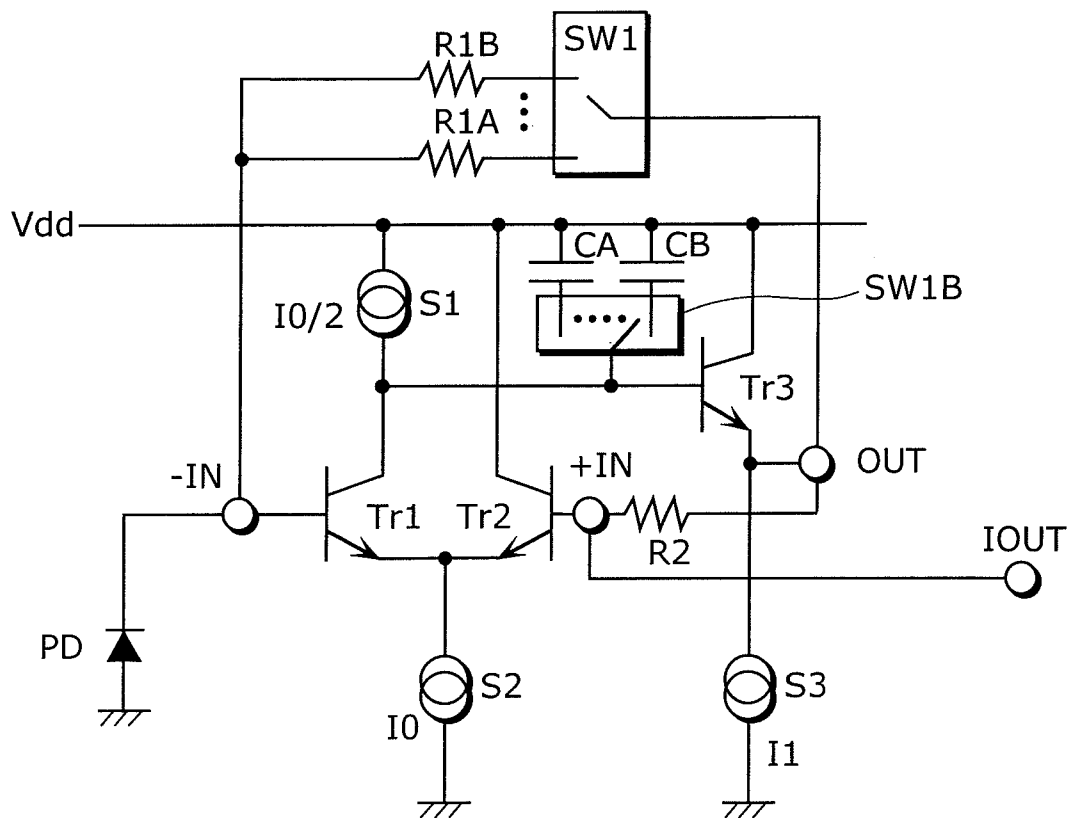 SW1
R1B
R1A
Vdd
CA
CB
SW1B
I0/2
S1
Tr3
-IN
+IN
OUT
Tr1
Tr2
R2
IOUT
PD
S2
S3
I0
I1